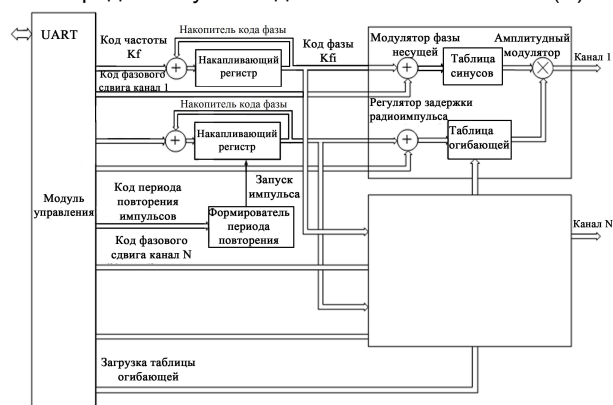 UART
Код частоты
Kf
Накопитель кода фазы
Накапливающий
регистр
Код фазы
Kfi
Модулятор фазы
несущей
Таблица
синусов
Амплитудный
модулятор
Канал 1
Код фазового
сдвига канал 1
Накопитель кода фазы
Накапливающий
регистр
Регулятор задержки
радиоимпульса
Таблица
огибающей
Запуск
импульса
Модуль
управления
Код периода
повторения
импульсов
Формирователь
периода
повторения
Код фазового
сдвига канал N
Канал N
Загрузка таблицы
огибающей